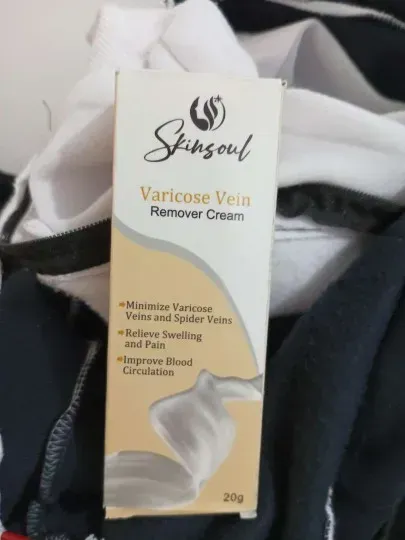 Skinsoul
Varicose Vein
Remover Cream
Minimize Varicose
Veins and Spider Veins
Relieve Swelling
and Pain
Improve Blood
Circulation
20g